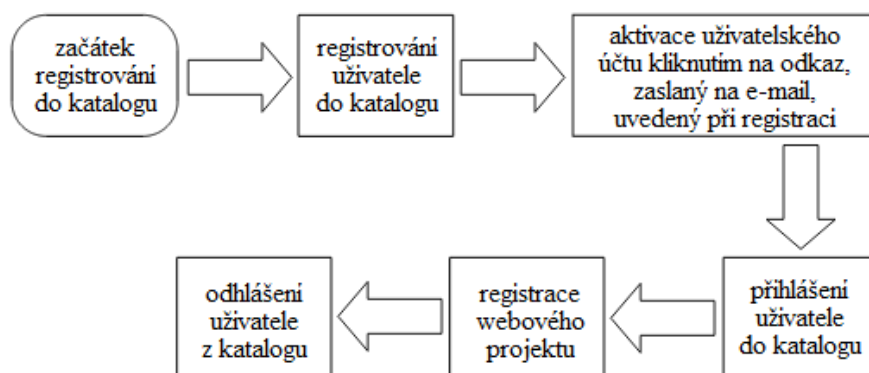 začátek
registrování
do katalogu
registrování
uživatele
do katalogu
aktivace uživatelského
účtu kliknutím na odkaz,
zaslaný na e-mail,
uvedený při registraci
přihlášení
uživatele
do katalogu
registrace
webového
projektu
odhlášení
uživatele
z katalogu